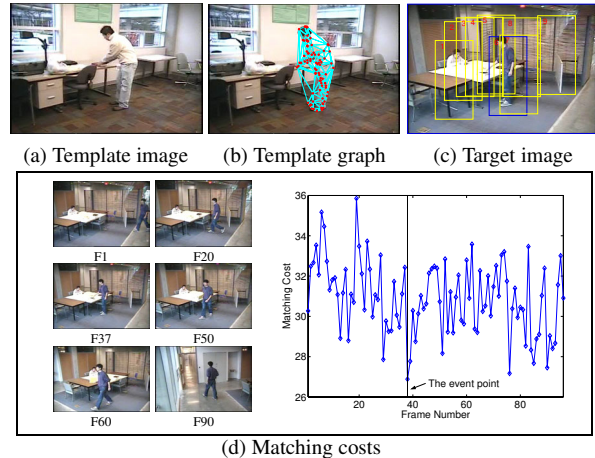 (a) Template image
(b) Template graph
(c) Target image
F1
F20
F37
F50
F60
F90
36
34
32
30
28
26
Matching Cost
20
40
60
80
Frame Number
The event point
(d) Matching costs